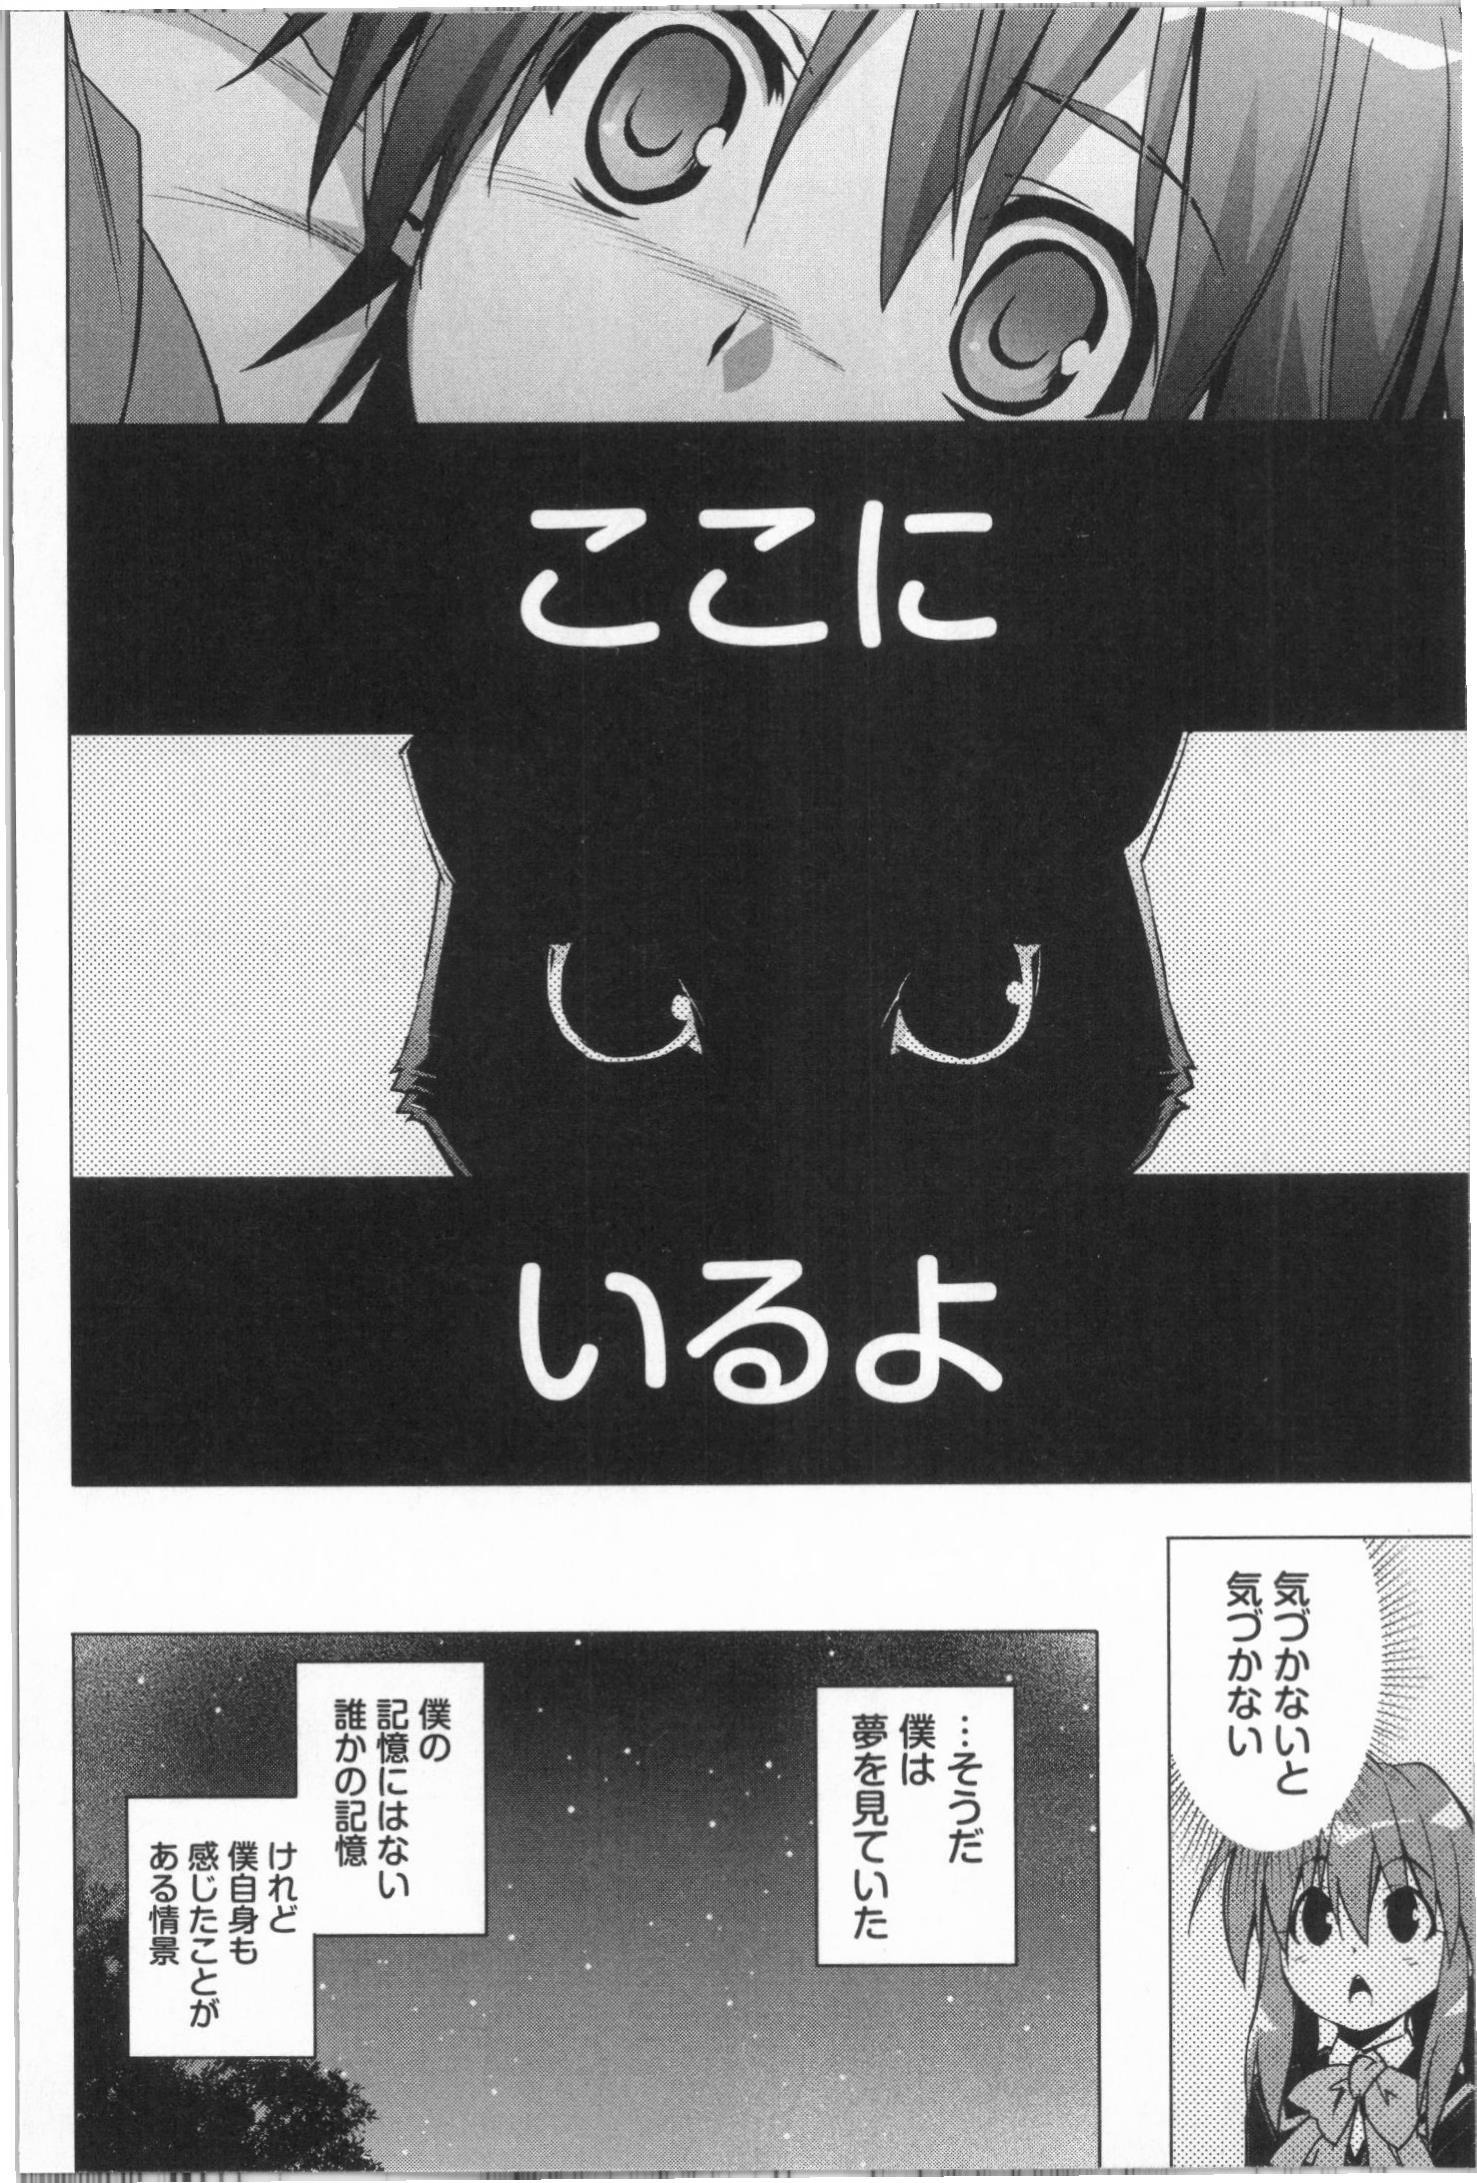 ここに
いるよ
気づかないと
気づかない
…そうだ
僕は
夢を見ていた
僕の
記憶にはない
誰かの記憶
けれど
僕自身も
感じたことが
ある情景